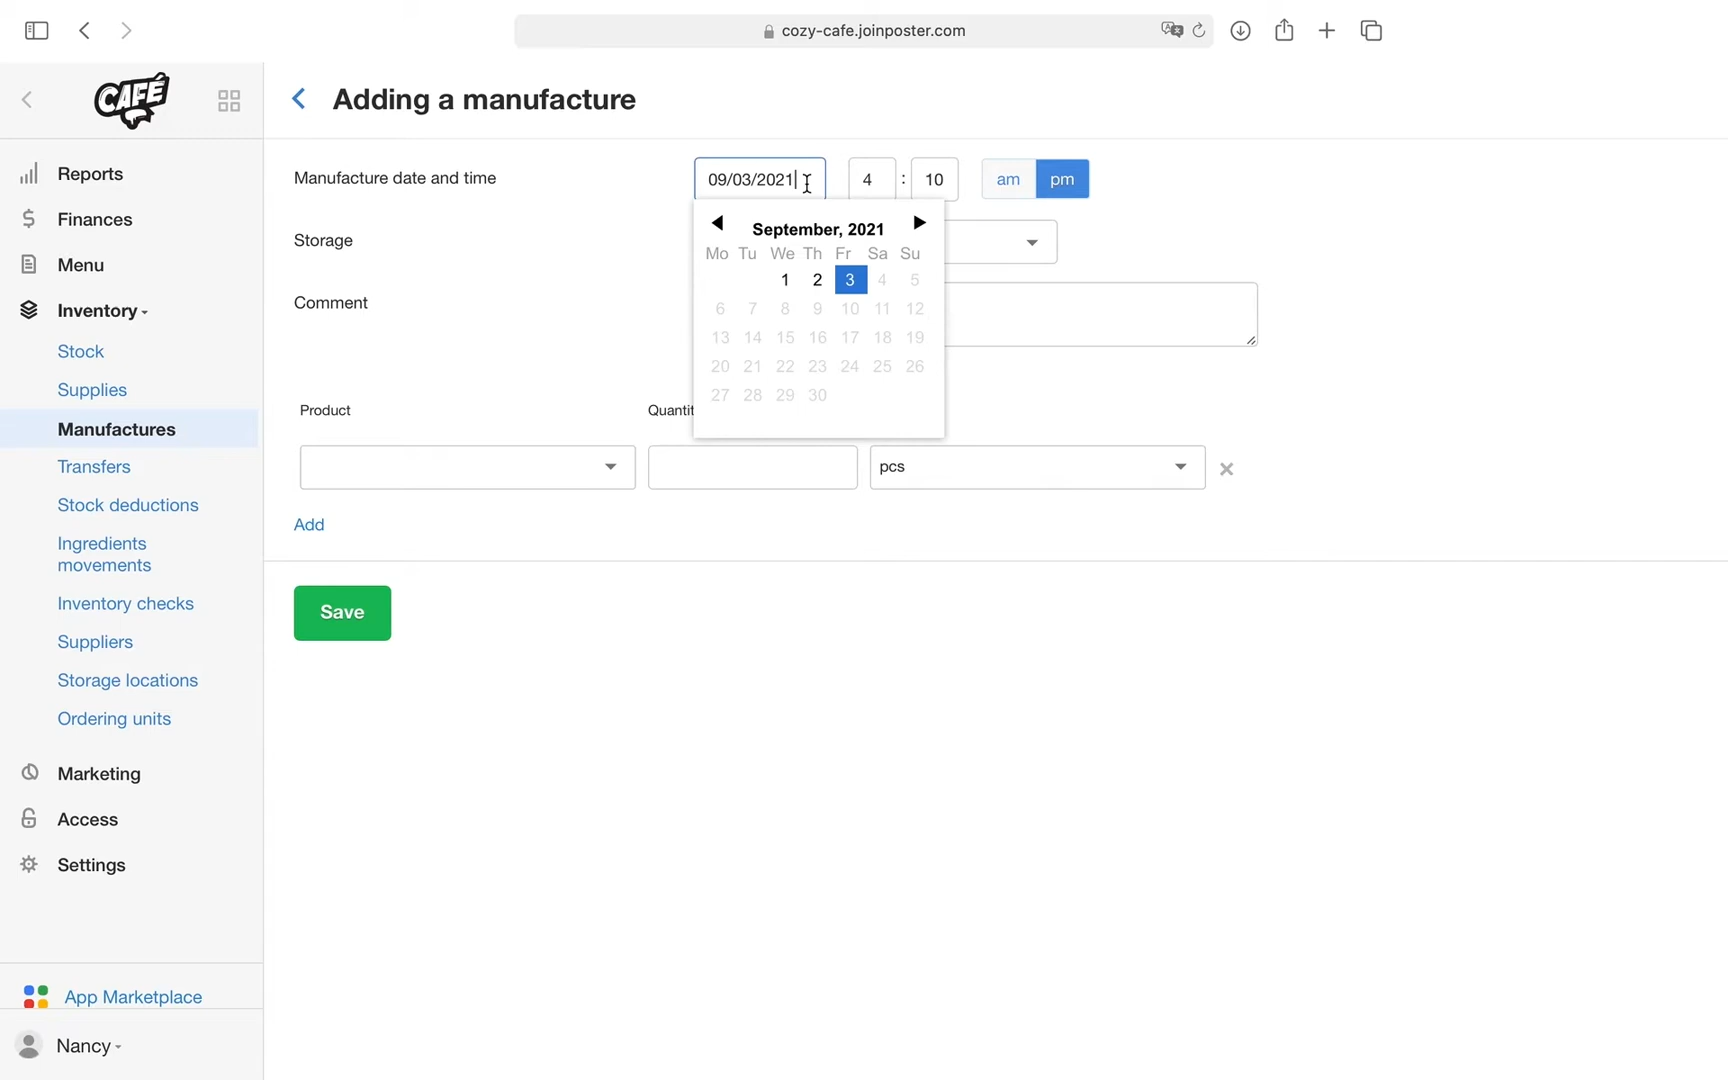 cozy-cafe.joinposter.com
CAFÉ
Adding a manufacture
Reports
Finances
Menu
Inventory
Stock
Supplies
Manufactures
Transfers
Stock deductions
Ingredients
movements
Inventory checks
Suppliers
Storage locations
Ordering units
Marketing
Access
Settings
App Marketplace
Nancy
Manufacture date and time
09/03/2021 4 : 10 am pm
Storage
Comment
September, 2021
Mo Tu We Th Fr Sa Su
1 2 3 4 5
6 7 8 9 10 11 12
13 14 15 16 17 18 19
20 21 22 23 24 25 26
27 28 29 30
Product Quantit
pcs
Add
Save